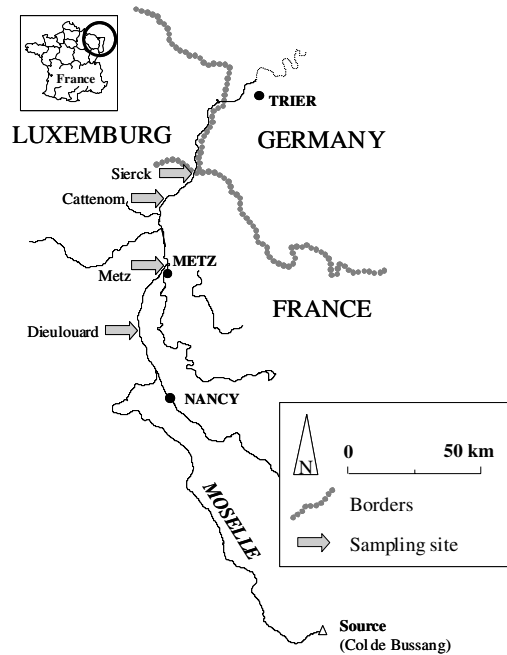 France
TRIER
LUXEMBURG
GERMANY
Sierck
Cattenom
METZ
Metz
FRANCE
Dieulouard
NANCY
MOSELLE
N
0
50 km
Borders
Sampling site
Source
(Col de Bussang)